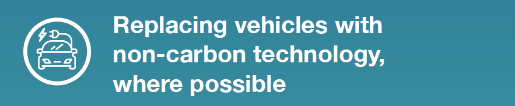 Replacing vehicles with
non-carbon technology,
where possible